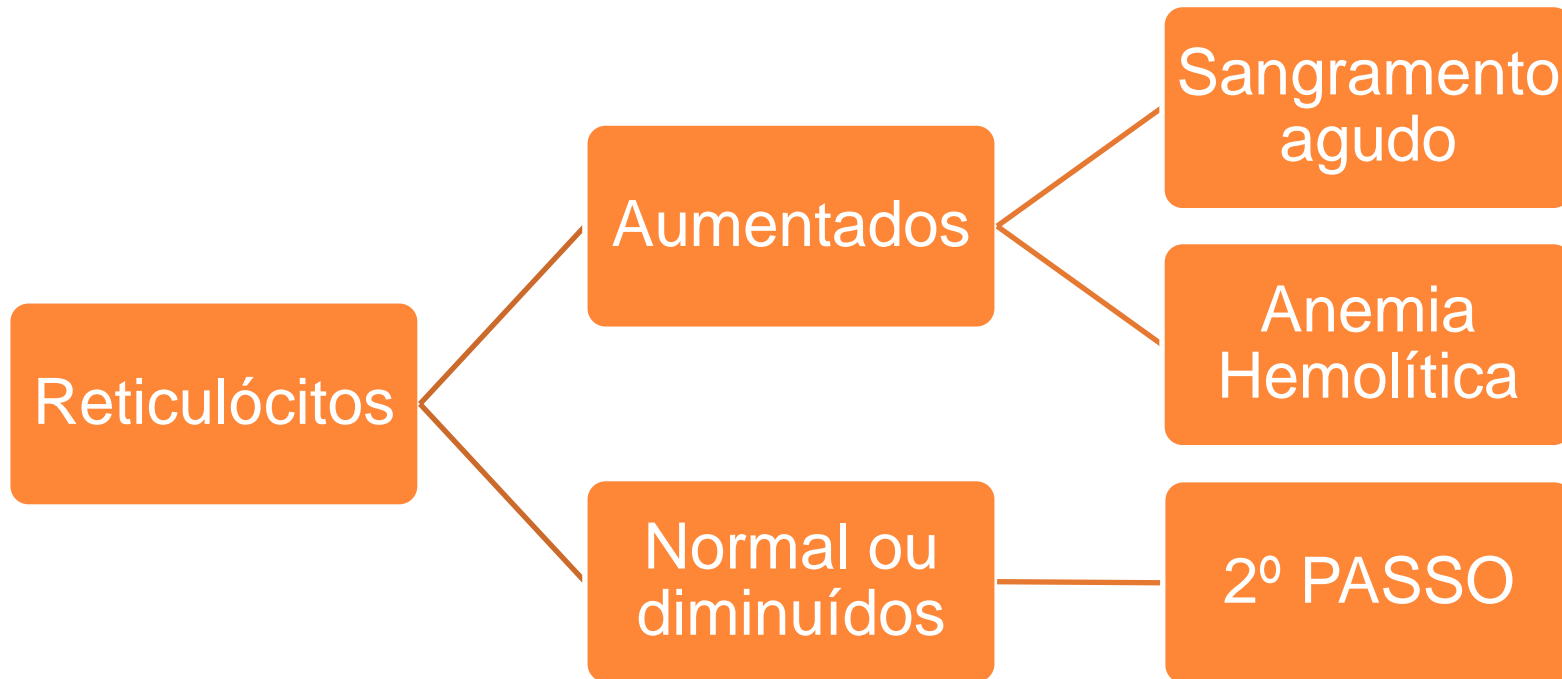 Reticulócitos
Aumentados
Sangramento
agudo
Anemia
Hemolítica
Normal ou
diminuídos
2º PASSO